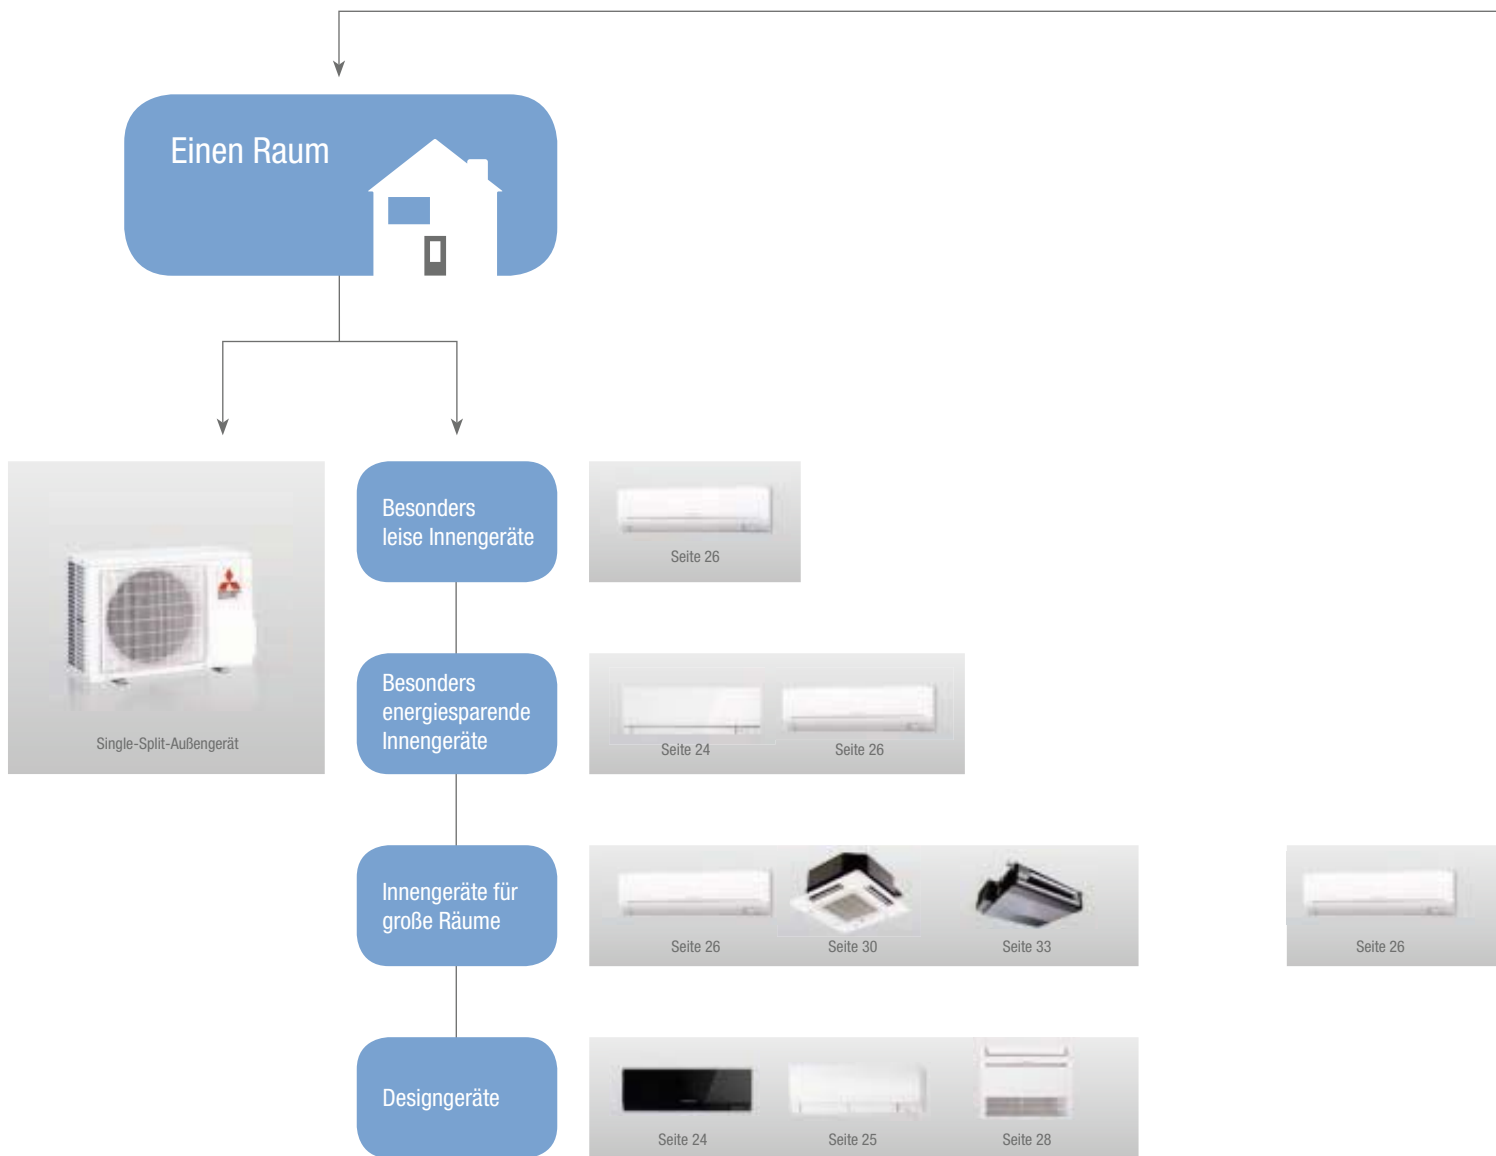 Einen Raum
Single-Split-Außengerät
Besonders
leise Innengeräte
Seite 26
Besonders
energiesparende
Innengeräte
Seite 24
Seite 26
Innengeräte für
große Räume
Seite 26
Seite 30
Seite 33
Seite 26
Designgeräte
Seite 24
Seite 25
Seite 28